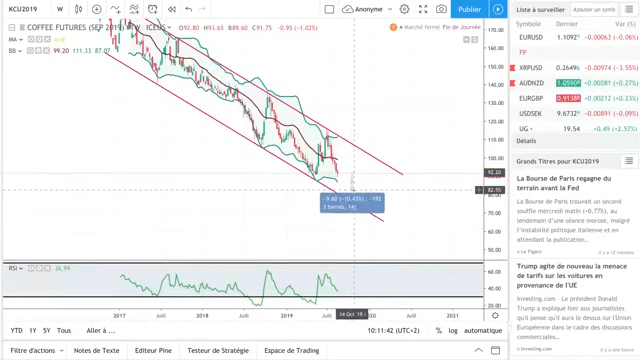 KCU2019
W
Anonyme
Publier
Liste à surveiller
Ajouter un symb
COFFEE FUTURES (SEP 2019)
ICEUS
O92.80 H93.65 B89.60 C91.75 -0.95 (-1.02%)
Marché fermé
Fin de Journée
MA
BB
99.20 111.33 87.07
170.00
160.00
150.00
140.00
130.00
120.00
110.00
100.00
92.20
82.55
70.00
60.00
50.00
-9.60 (-10.43%) , -192
3 barres, 14j
Symbole
Dernier
Var (%)
EURUSD 1.1092 -0.00063 (-0.06%)
FP
XRPUSD 0.26496 -0.00974 (-3.55%)
AUDNZD 1.0590 +0.00281 (+0.27%)
EURGBP 0.9138 -0.00212 (-0.23%)
USDSEK 9.6732 -0.00891 (-0.09%)
UG 19.54 +0.49 (+2.57%)
Détails
Grands Titres pour KCU2019
La Bourse Paris regagne du
terrain avant la Fed
La Bourse de Paris trouvait un second
souffle mercredi matin (+0,77%), au
lendemain d'une séance morose, malgré
l'instabilité politique italienne et en
attendant la publication
Le Figaro
Trump agite de nouveau la menace
de tarifs sur les voitures en
provenance de l'UE
Investing.com
Investing.com - Le président Donald
Trump a expliqué hier aux journalistes
qu'il pensait qu'il aura le dessus sur l'Union
Européenne dans le cadre des discussions
commerciales
Investing.com
il y a une heure
RSI
26.94
80.00
60.00
40.00
20.00
2017
Juil
2018
Juil
2019
Juil
14 Oct '19
2020
Juil
2021
Juil
YTD 1Y 5Y Tous Aller à ...
10:11:42 (UTC+2)
% log automatique
Filtre d'actions
Notes de Texte
Editeur Pine
Testeur de Stratégie
Espace de Trading